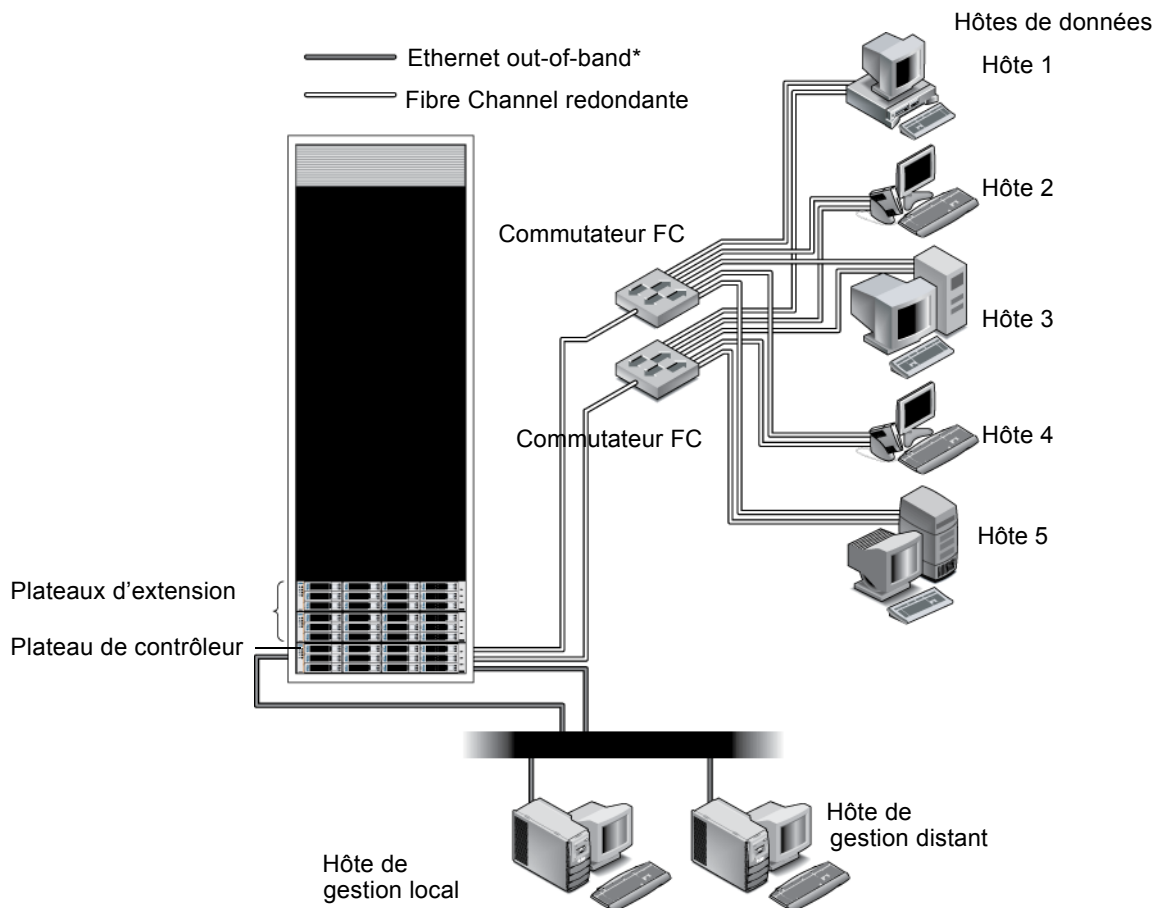 Hôtes de données
Ethernet out-of-band*
Hôte 1
Fibre Channel redondante
Hôte 2
Commutateur FC
Hôte 3
Commutateur FC
Hôte 4
Hôte 5
Plateaux d’extension
Plateau de contrôleur
Hôte de
gestion distant
Hôte de
gestion local